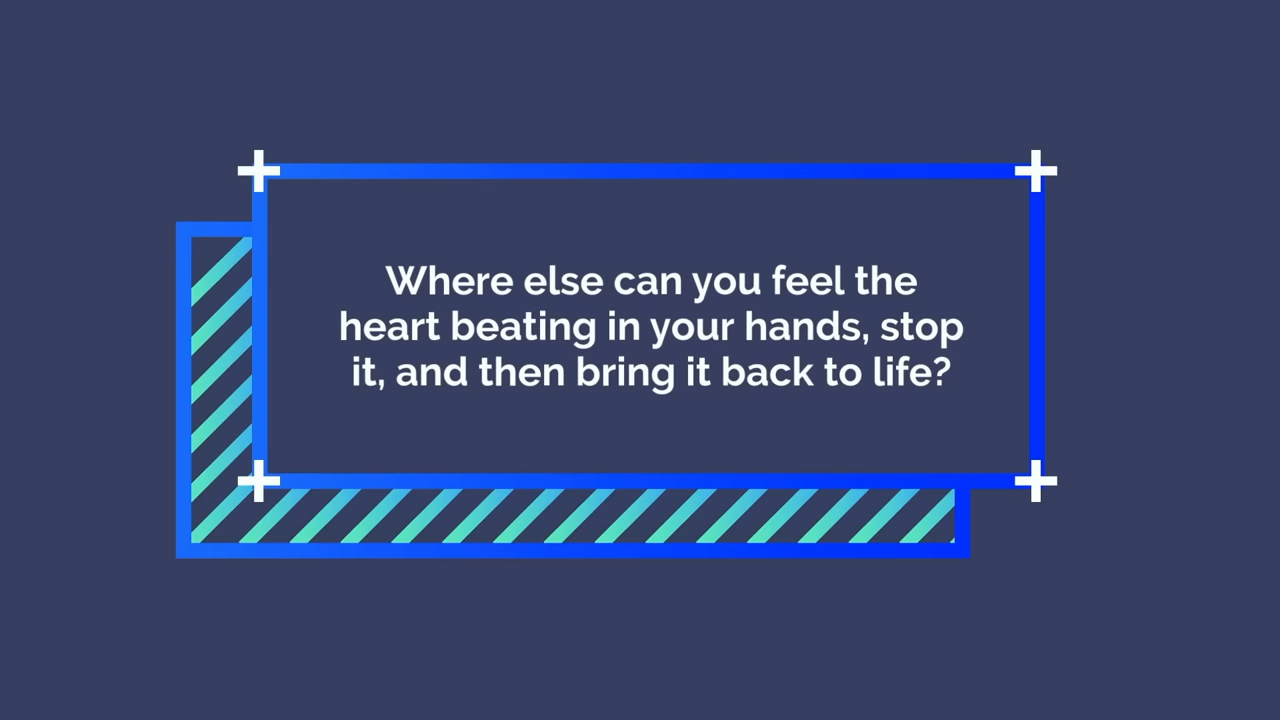 Where else can you feel the
heart beating in your hands, stop
it, and then bring it back to life?